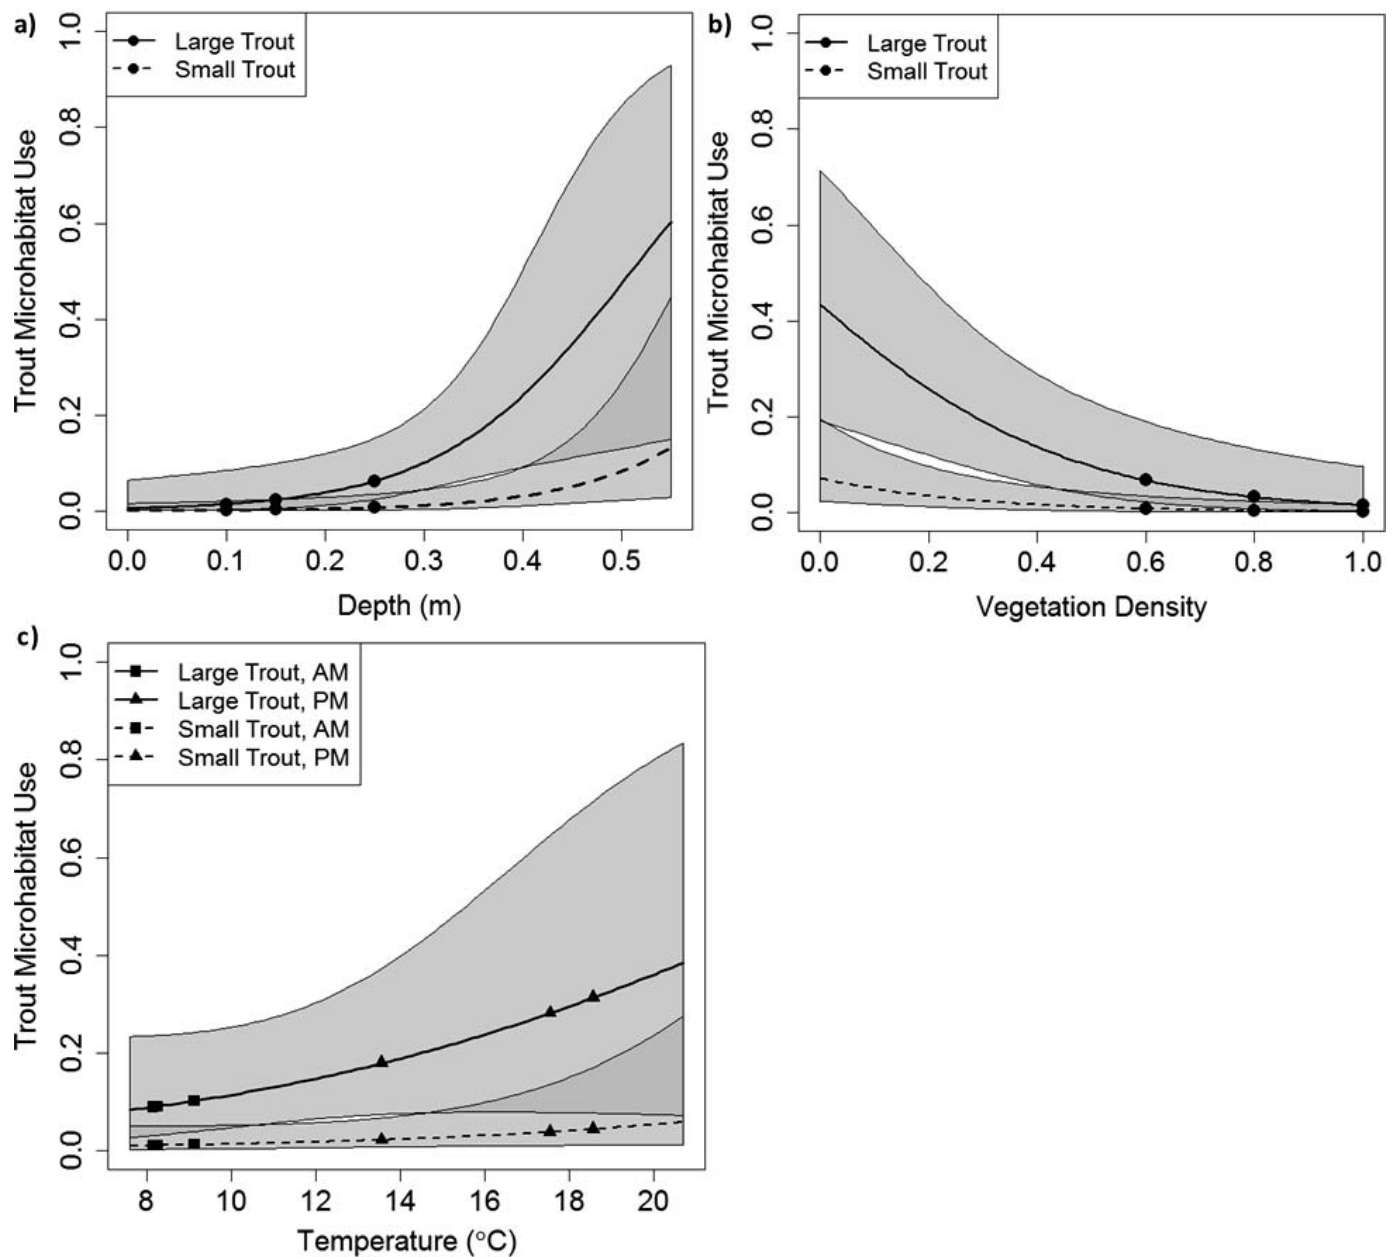 a)
Large Trout
Small Trout
Trout Microhabitat Use
0.0 0.2 0.4 0.6 0.8 1.0
0.0 0.1 0.2 0.3 0.4 0.5
Depth (m)
b)
Large Trout
Small Trout
Trout Microhabitat Use
0.0 0.2 0.4 0.6 0.8 1.0
0.0 0.2 0.4 0.6 0.8 1.0
Vegetation Density
c)
Large Trout, AM
Large Trout, PM
Small Trout, AM
Small Trout, PM
Trout Microhabitat Use
0.0 0.2 0.4 0.6 0.8 1.0
8 10 12 14 16 18 20
Temperature (°C)